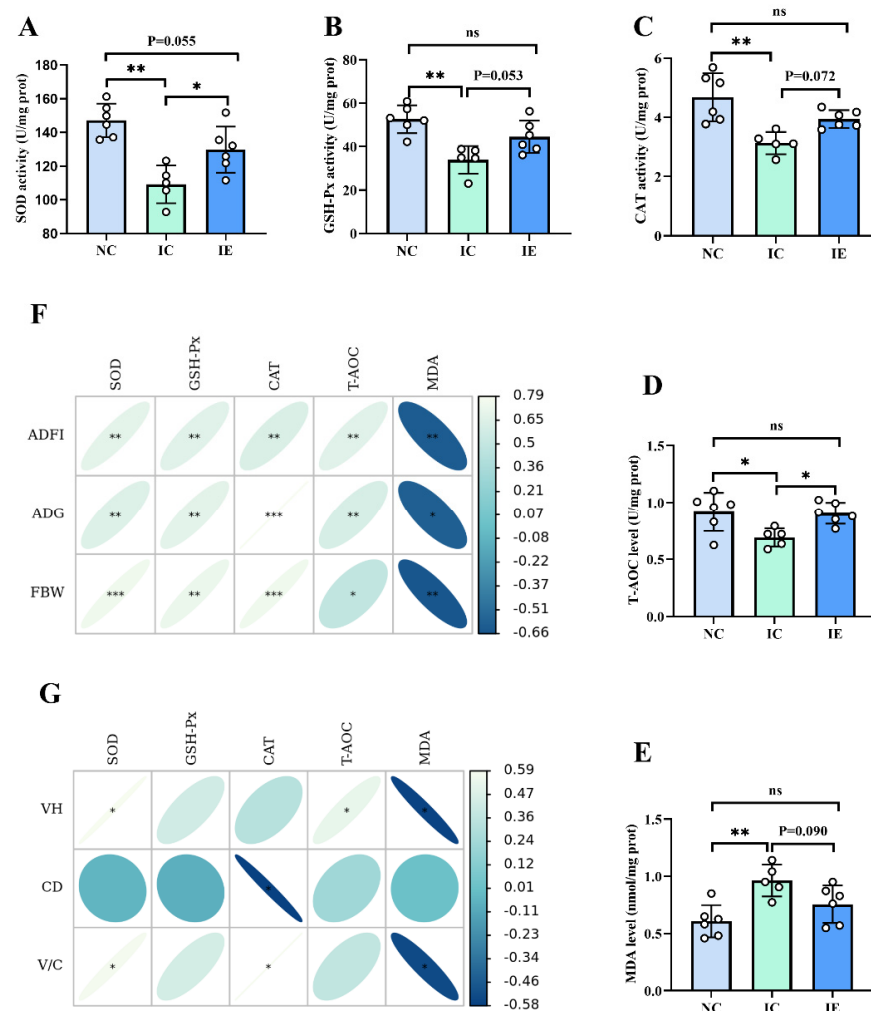 A
P=0.055
**
*
SOD activity (U/mg prot)
180
160
140
120
100
80
NC
IC
IE
B
ns
**
P=0.053
GSH-Px activity (U/mg prot)
80
60
40
20
0
NC
IC
IE
C
ns
**
P=0.072
CAT activity (U/mg prot)
6
4
2
0
NC
IC
IE
F
SOD
GSH-Px
CAT
T-AOC
MDA
ADFI
**
**
**
**
**
ADG
**
**
***
**
*
FBW
***
**
***
*
**
0.79
0.65
0.50
0.36
0.21
0.07
-0.08
-0.22
-0.37
-0.51
-0.66
D
ns
*
*
T-AOC level (U/mg prot)
1.5
1.0
0.5
0.0
NC
IC
IE
G
SOD
GSH-Px
CAT
T-AOC
MDA
VH
*
*
*
CD
*
V/C
*
*
*
0.59
0.47
0.36
0.24
0.12
0.01
-0.11
-0.23
-0.34
-0.46
-0.58
E
ns
**
P=0.090
MDA level (nmol/mg prot)
1.5
1.0
0.5
0.0
NC
IC
IE